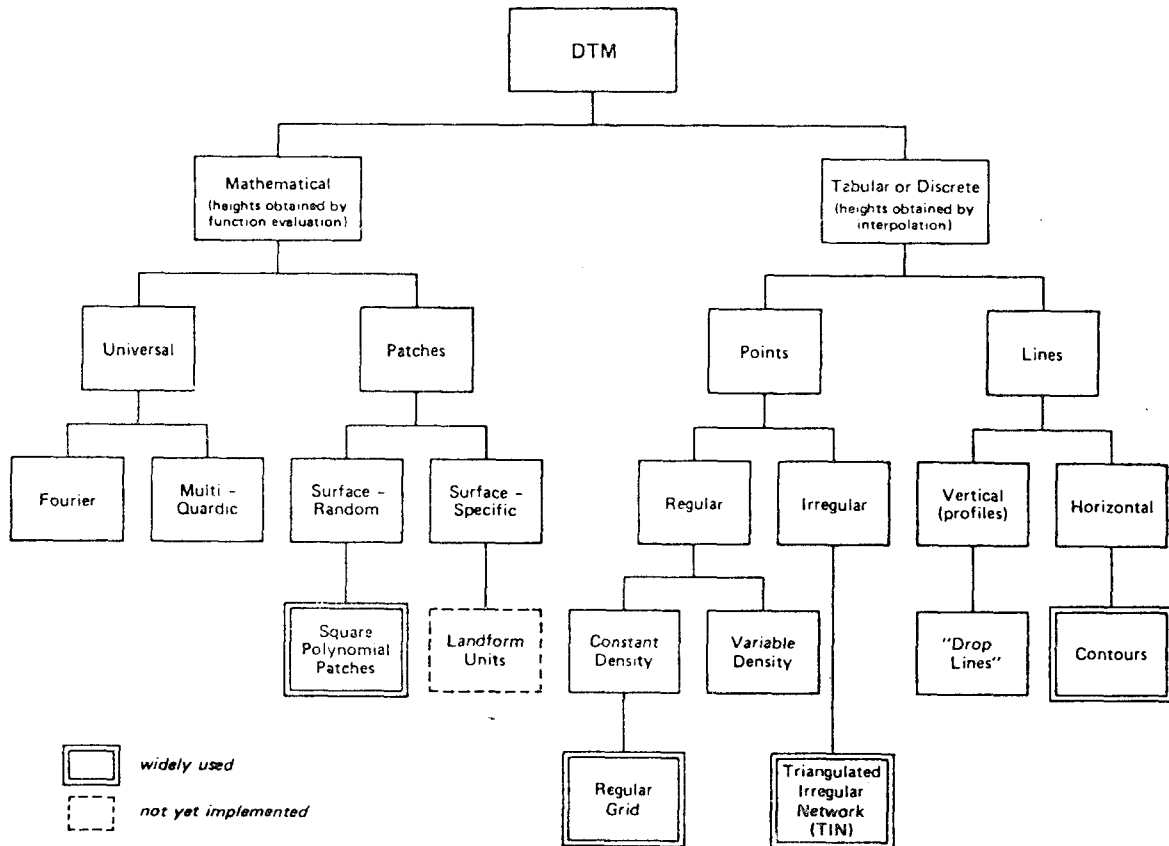 DTM
Mathematical
(heights obtained by
function evaluation)
Tabular or Discrete
(heights obtained by
interpolation)
Universal
Patches
Points
Lines
Fourier
Multi -
Quardic
Surface -
Random
Surface -
Specific
Regular
Irregular
Vertical
(profiles)
Horizontal
Square
Polynomial
Patches
Landform
Units
Constant
Density
Variable
Density
"Drop
Lines"
Contours
widely used
not yet implemented
Regular
Grid
Triangulated
Irregular
Network
(TIN)